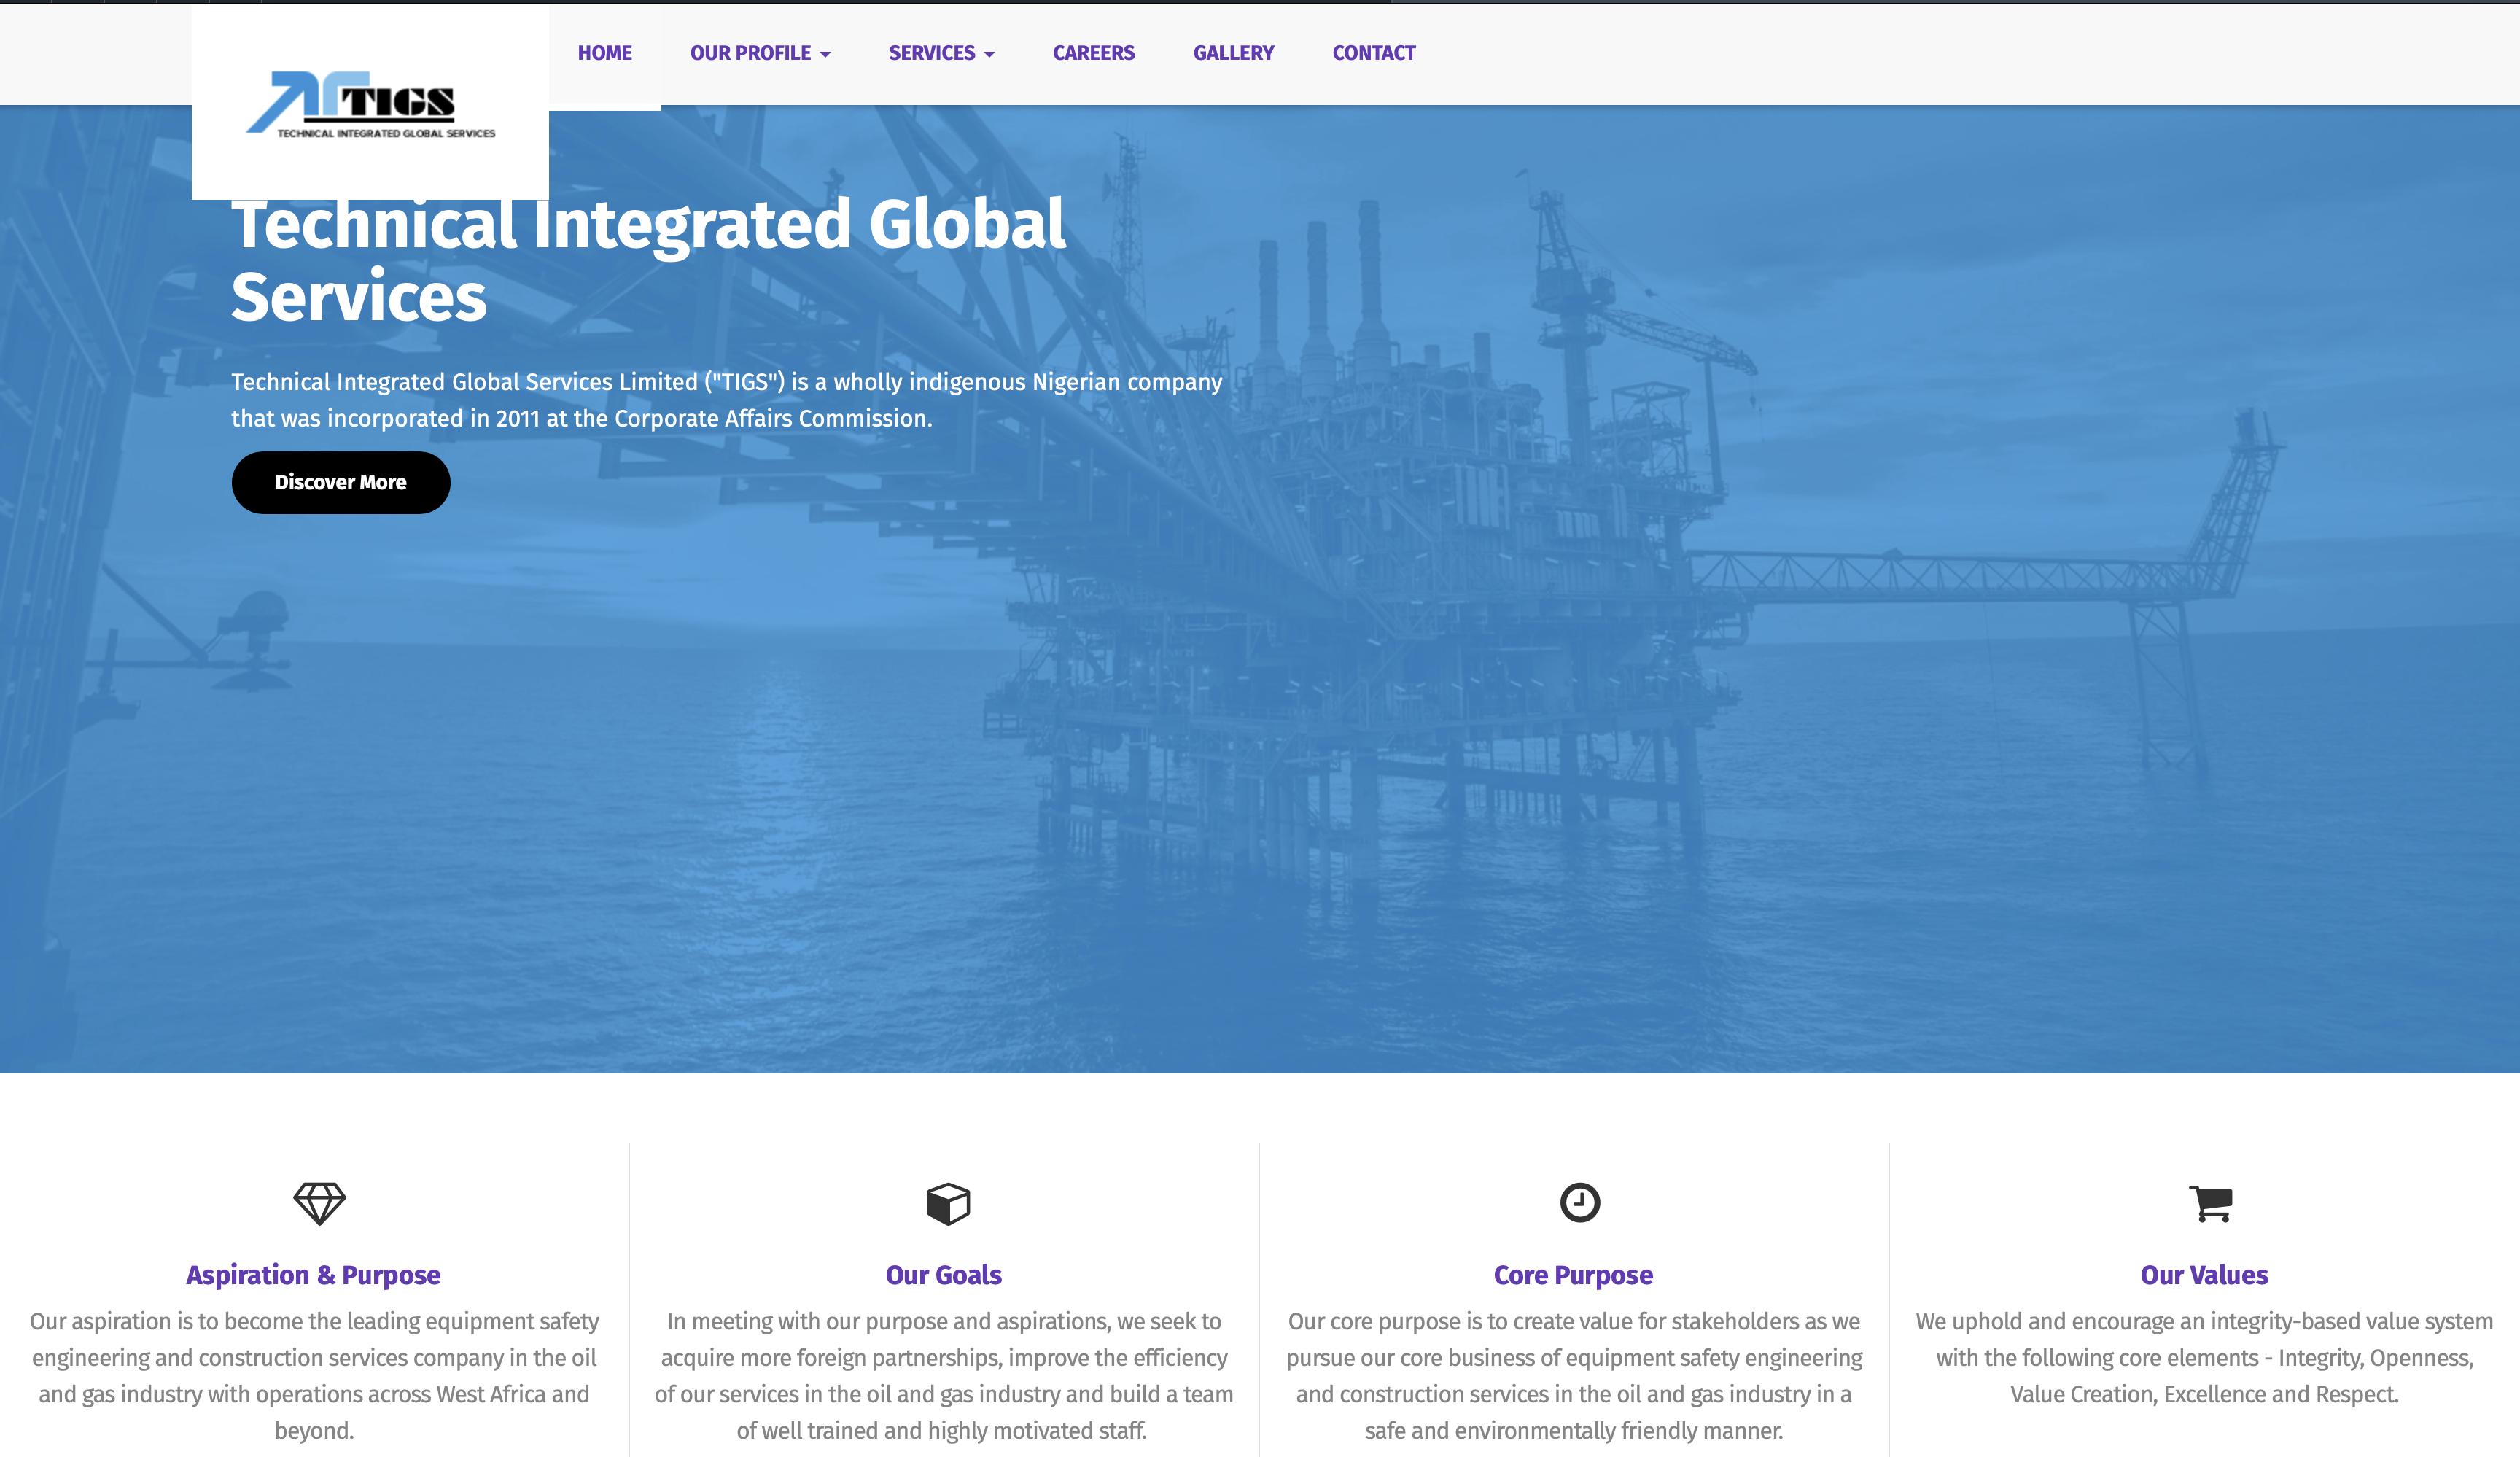 TIGS
TECHNICAL INTEGRATED GLOBAL SERVICES
HOME
OUR PROFILE
SERVICES
CAREERS
GALLERY
CONTACT
Technical Integrated Global
Services
Technical Integrated Global Services Limited ("TIGS") is a wholly indigenous Nigerian company
that was incorporated in 2011 at the Corporate Affairs Commission.
Discover More
Aspiration & Purpose
Our aspiration is to become the leading equipment safety
engineering and construction services company in the oil
and gas industry with operations across West Africa and
beyond.
Our Goals
In meeting with our purpose and aspirations, we seek to
acquire more foreign partnerships, improve the efficiency
of our services in the oil and gas industry and build a team
of well trained and highly motivated staff.
Core Purpose
Our core purpose is to create value for stakeholders as we
pursue our core business of equipment safety engineering
and construction services in the oil and gas industry in a
safe and environmentally friendly manner.
Our Values
We uphold and encourage an integrity-based value system
with the following core elements - Integrity, Openness,
Value Creation, Excellence and Respect.